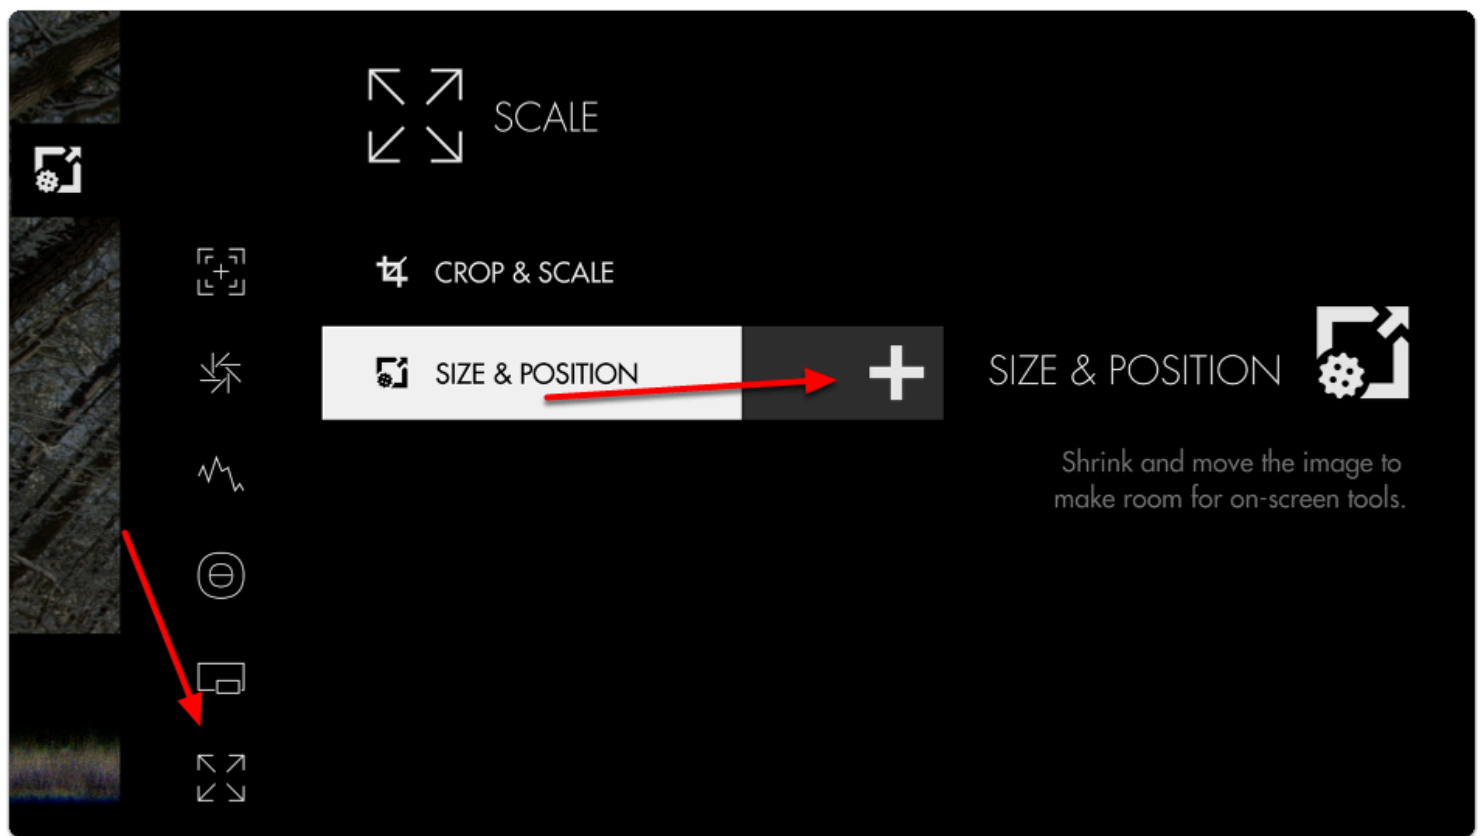 SCALE
CROP & SCALE
SIZE & POSITION
SIZE & POSITION
Shrink and move the image to
make room for on-screen tools.